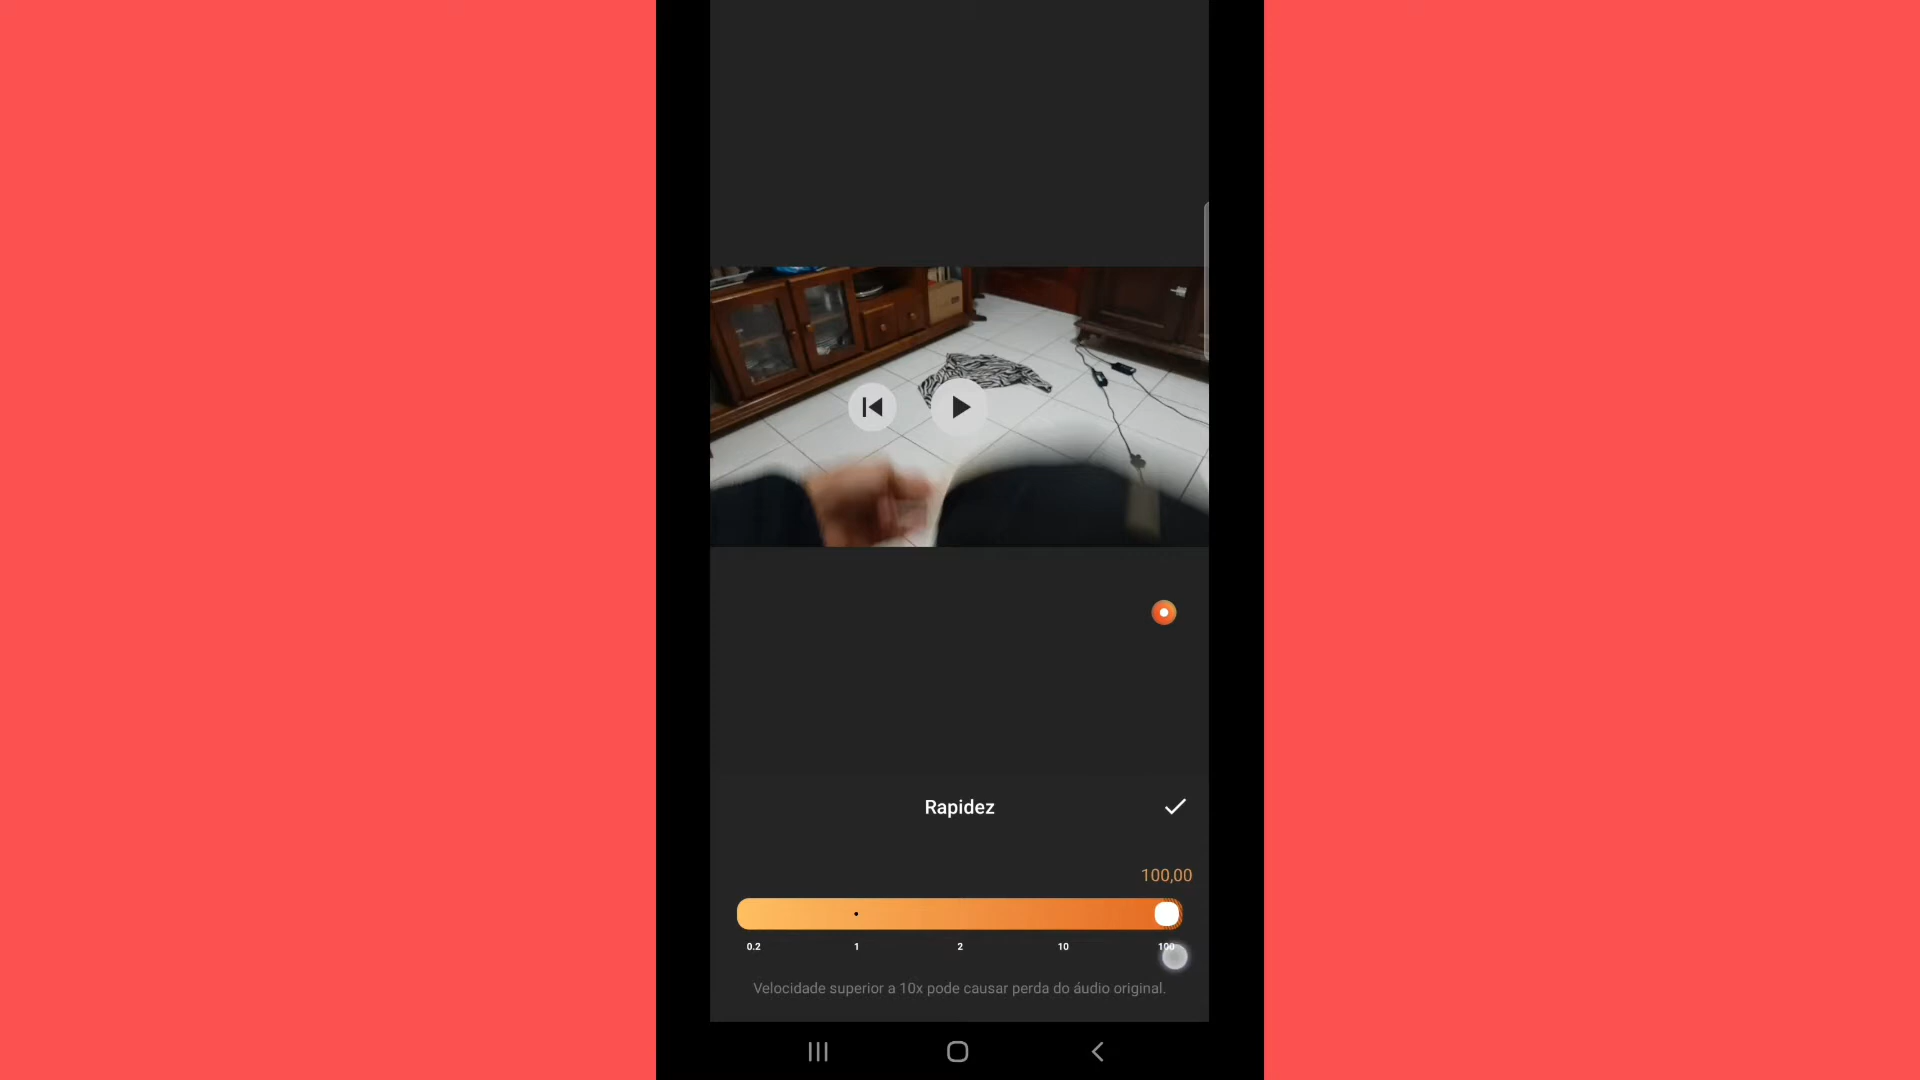 Rapidez
100,00
0.2 1 2 10 100
Velocidade superior a 10x pode causar perda do áudio original.